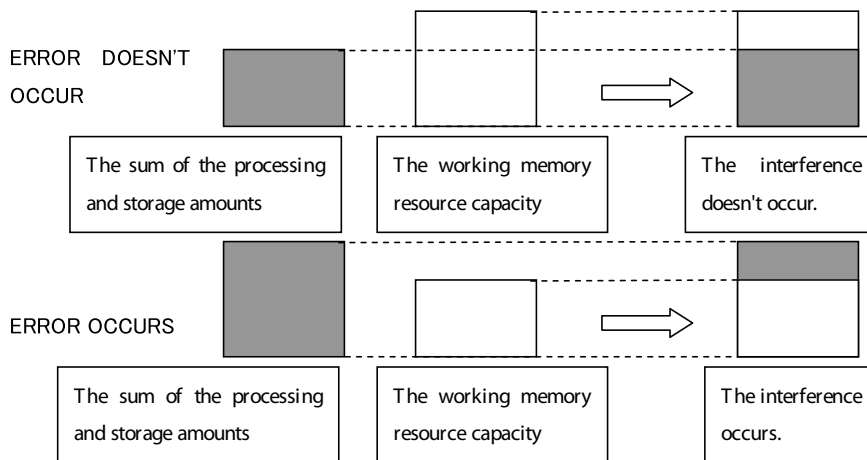 ERROR DOESN'T
OCCUR
The sum of the processing
and storage amounts
The working memory
resource capacity
The interference
doesn't occur.
ERROR OCCURS
The sum of the processing
and storage amounts
The working memory
resource capacity
The interference
occurs.